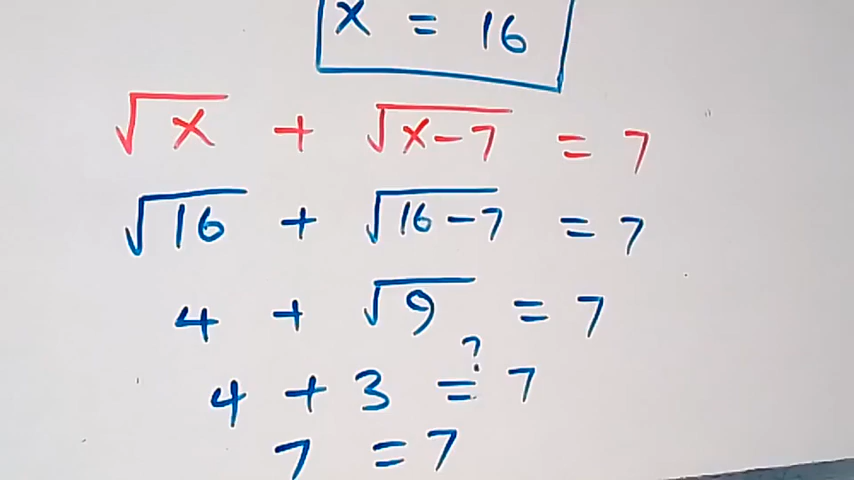 x = 16
√x + √x-7 = 7
√16 + √16-7 = 7
4 + √9 = 7
4 + 3 =? 7
7 = 7